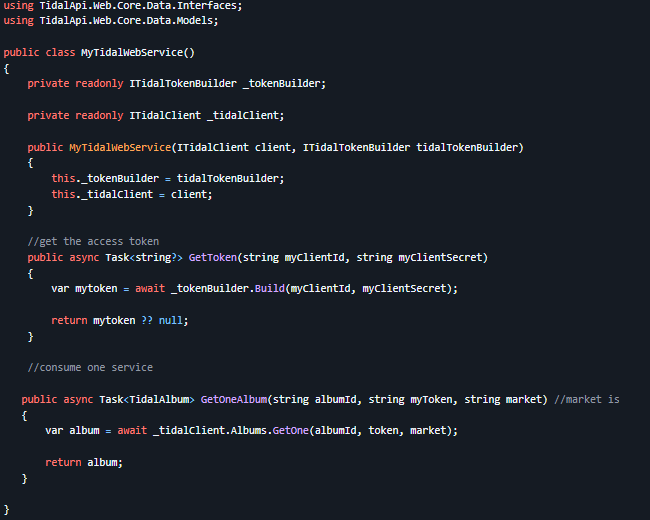 using TidalApi.Web.Core.Data.Interfaces;
using TidalApi.Web.Core.Data.Models;
public class MyTidalWebService()
{
private readonly ITidalTokenBuilder _tokenBuilder;
private readonly ITidalClient _tidalClient;
public MyTidalWebService(ITidalClient client, ITidalTokenBuilder tidalTokenBuilder)
{
this._tokenBuilder = tidalTokenBuilder;
this._tidalClient = client;
}
//get the access token
public async Task<string?> GetToken(string myClientId, string myClientSecret)
{
var mytoken = await _tokenBuilder.Build(myClientId, myClientSecret);
return mytoken ?? null;
}
//consume one service
public async Task<TidalAlbum> GetOneAlbum(string albumId, string myToken, string market) //market is
{
var album = await _tidalClient.Albums.GetOne(albumId, token, market);
return album;
}
}